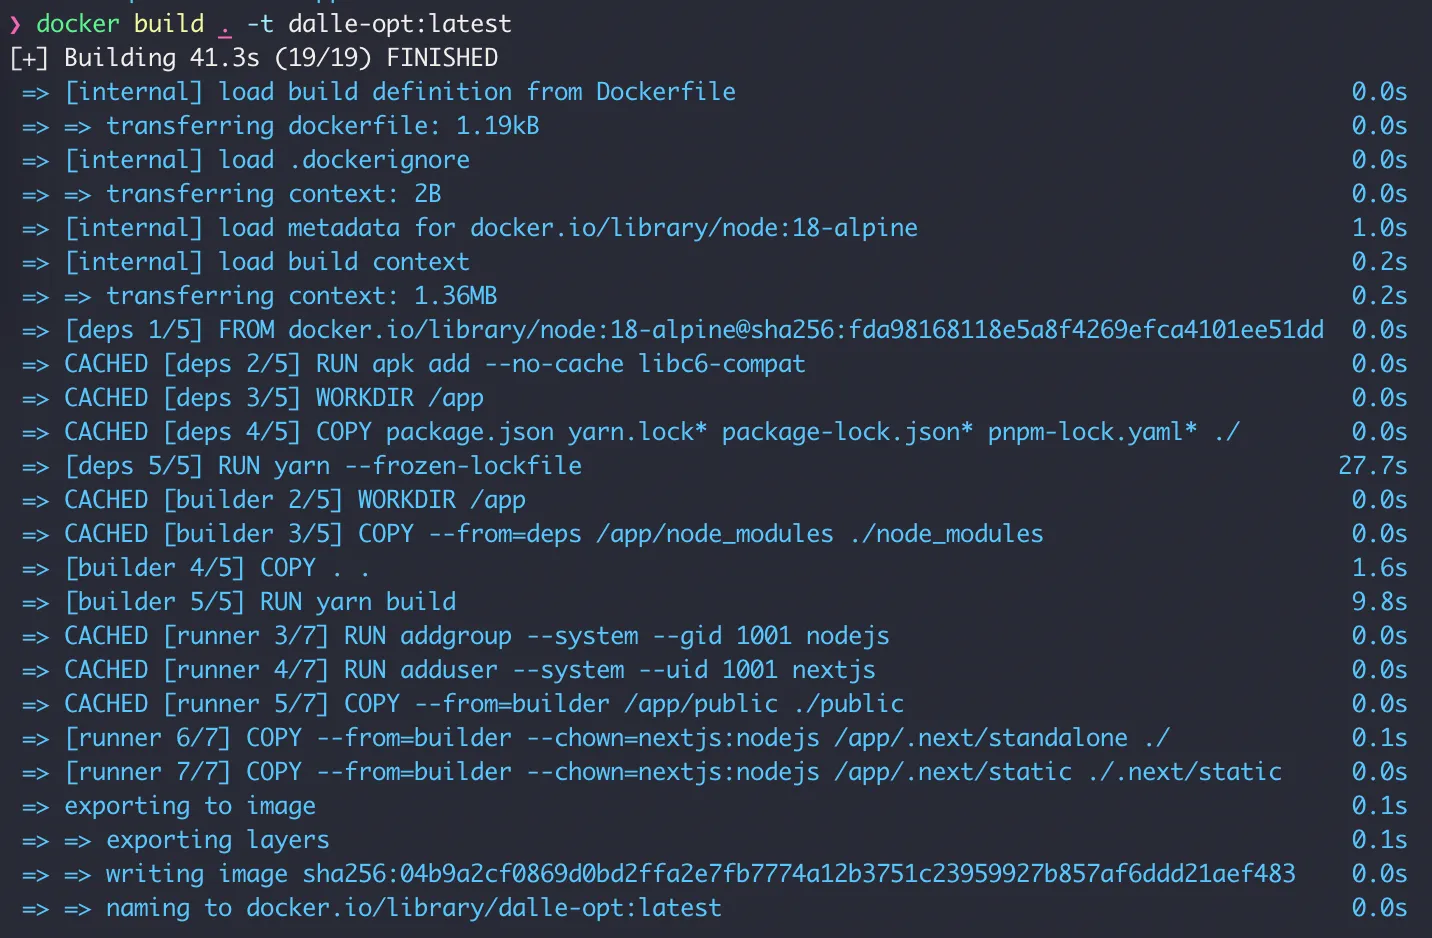 ❯ docker build . -t dalle-opt:latest
[+] Building 41.3s (19/19) FINISHED
=> [internal] load build definition from Dockerfile 0.0s
=> => transferring dockerfile: 1.19kB 0.0s
=> [internal] load .dockerignore 0.0s
=> => transferring context: 2B 0.0s
=> [internal] load metadata for docker.io/library/node:18-alpine 1.0s
=> [internal] load build context 0.2s
=> => transferring context: 1.36MB 0.2s
=> [deps 1/5] FROM docker.io/library/node:18-alpine@sha256:fda98168118e5a8f4269efca4101ee51dd 0.0s
=> CACHED [deps 2/5] RUN apk add --no-cache libc6-compat 0.0s
=> CACHED [deps 3/5] WORKDIR /app 0.0s
=> CACHED [deps 4/5] COPY package.json yarn.lock* package-lock.json* pnpm-lock.yaml* ./ 0.0s
=> [deps 5/5] RUN yarn --frozen-lockfile 27.7s
=> CACHED [builder 2/5] WORKDIR /app 0.0s
=> CACHED [builder 3/5] COPY --from=deps /app/node_modules ./node_modules 0.0s
=> [builder 4/5] COPY . . 1.6s
=> [builder 5/5] RUN yarn build 9.8s
=> CACHED [runner 3/7] RUN addgroup --system --gid 1001 nodejs 0.0s
=> CACHED [runner 4/7] RUN adduser --system --uid 1001 nextjs 0.0s
=> CACHED [runner 5/7] COPY --from=builder /app/public ./public 0.0s
=> [runner 6/7] COPY --from=builder --chown=nextjs:nodejs /app/.next/standalone ./ 0.1s
=> [runner 7/7] COPY --from=builder --chown=nextjs:nodejs /app/.next/static ./.next/static 0.0s
=> exporting to image 0.1s
=> => exporting layers 0.1s
=> => writing image sha256:04b9a2cf0869d0bd2ffa2e7fb7774a12b3751c23959927b857af6ddd21aef483 0.0s
=> => naming to docker.io/library/dalle-opt:latest 0.0s